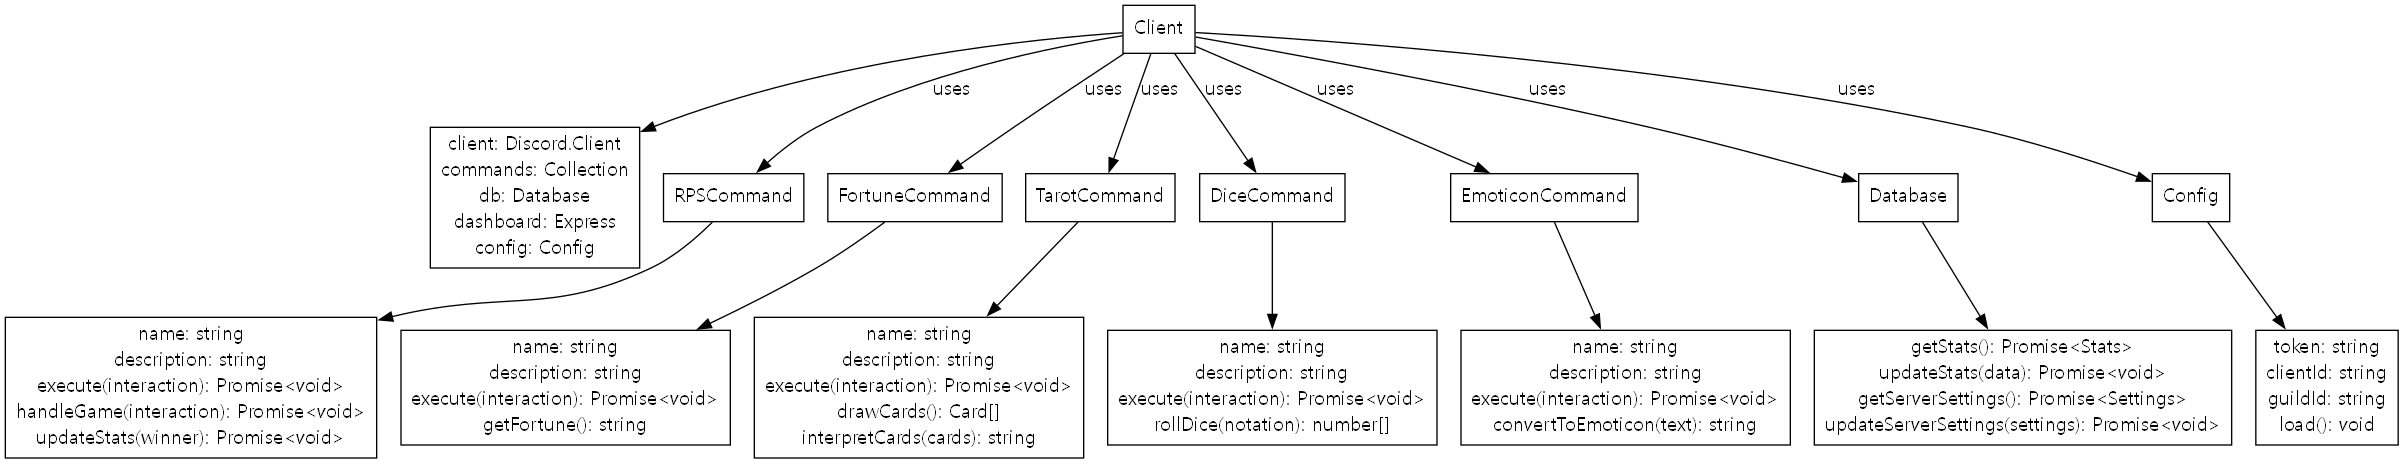 Client
uses
uses
uses
uses
uses
uses
uses
client: Discord.Client
commands: Collection
db: Database
dashboard: Express
config: Config
RPSCommand
FortuneCommand
TarotCommand
DiceCommand
EmoticonCommand
Database
Config
name: string
description: string
execute(interaction): Promise<void>
handleGame(interaction): Promise<void>
updateStats(winner): Promise<void>
name: string
description: string
execute(interaction): Promise<void>
getFortune(): string
name: string
description: string
execute(interaction): Promise<void>
drawCards(): Card[]
interpretCards(cards): string
name: string
description: string
execute(interaction): Promise<void>
rollDice(notation): number[]
name: string
description: string
execute(interaction): Promise<void>
convertToEmoticon(text): string
getStats(): Promise<Stats>
updateStats(data): Promise<void>
getServerSettings(): Promise<Settings>
updateServerSettings(settings): Promise<void>
token: string
clientId: string
guildId: string
load(): void